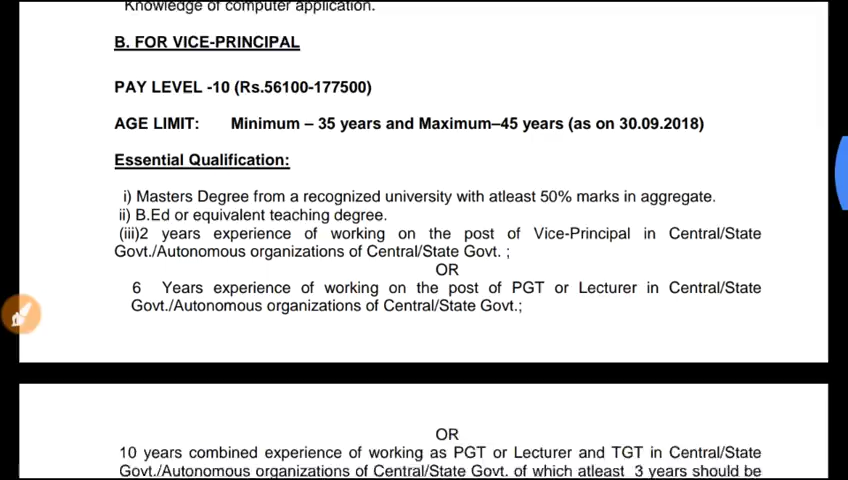 Knowledge of computer application.
B. FOR VICE-PRINCIPAL
PAY LEVEL -10 (Rs.56100-177500)
AGE LIMIT: Minimum – 35 years and Maximum–45 years (as on 30.09.2018)
Essential Qualification:
i) Masters Degree from a recognized university with atleast 50% marks in aggregate.
ii) B.Ed or equivalent teaching degree.
(iii)2 years experience of working on the post of Vice-Principal in Central/State
Govt./Autonomous organizations of Central/State Govt. ;
OR
6 Years experience of working on the post of PGT or Lecturer in Central/State
Govt./Autonomous organizations of Central/State Govt.;
OR
10 years combined experience of working as PGT or Lecturer and TGT in Central/State
Govt./Autonomous organizations of Central/State Govt. of which atleast 3 years should be